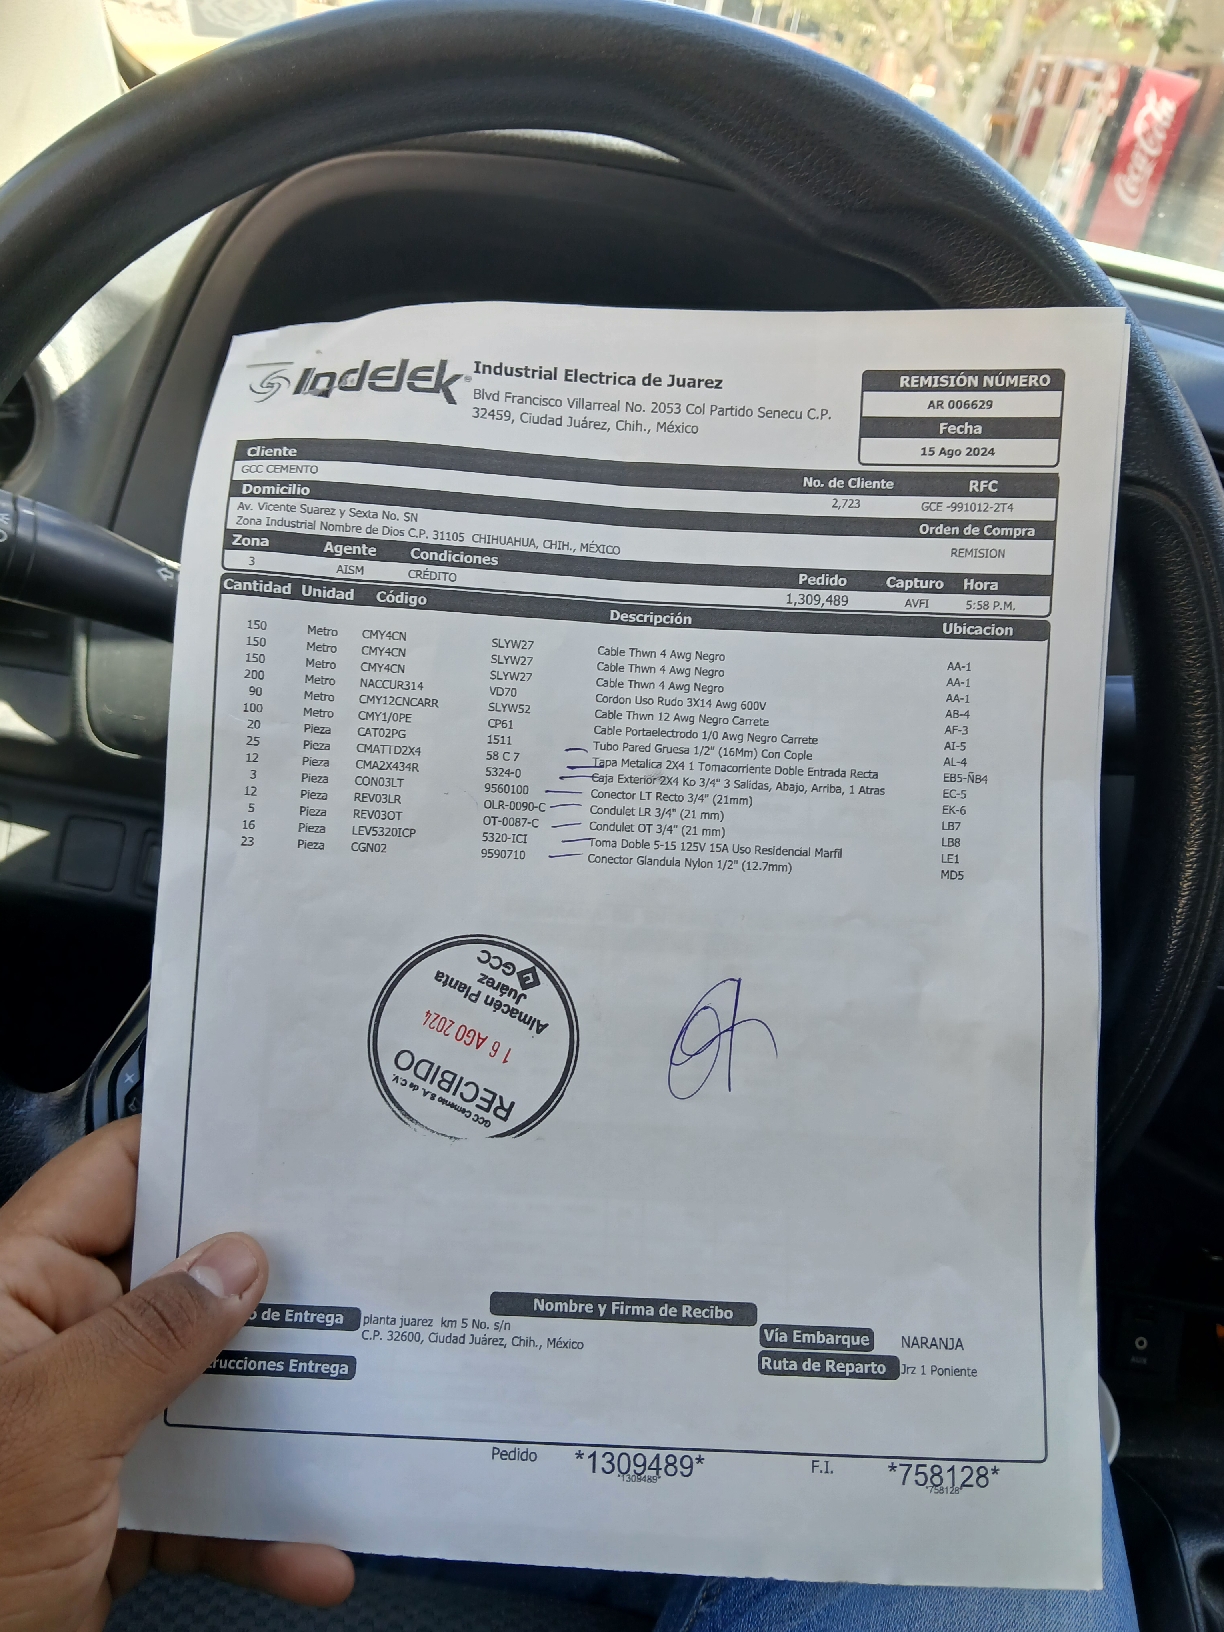 Coca-Cola
Indelek
Industrial Electrica de Juarez
Blvd Francisco Villarreal No. 2053 Col Partido Senecu C.P.
32459, Ciudad Juárez, Chih., México
REMISIÓN NÚMERO
AR 006629
Fecha
15 Ago 2024
Cliente No. de Cliente RFC
GCC CEMENTO 2,723 GCE -991012-2T4
Domicilio Orden de Compra
Av. Vicente Suarez y Sexta No. SN REMISION
Zona Industrial Nombre de Dios C.P. 31105 CHIHUAHUA, CHIH., MÉXICO
Zona Agente Condiciones Pedido Capturo Hora
3 AISM CRÉDITO 1,309,489 AVFI 5:58 P.M.
Cantidad Unidad Código Descripción Ubicacion
150 Metro CMY4CN SLYW27 Cable Thwn 4 Awg Negro AA-1
150 Metro CMY4CN SLYW27 Cable Thwn 4 Awg Negro AA-1
150 Metro CMY4CN SLYW27 Cable Thwn 4 Awg Negro AA-1
200 Metro NACCUR314 VD70 Cordon Uso Rudo 3X14 Awg 600V AB-4
90 Metro CMY12CNCARR SLYW52 Cable Thwn 12 Awg Negro Carrete AF-3
100 Metro CMY1/0PE CP61 Cable Portaelectrodo 1/0 Awg Negro Carrete AI-5
20 Pieza CAT02PG 1511 Tubo Pared Gruesa 1/2" (16Mm) Con Cople AL-4
25 Pieza CMAT1D2X4 58 C 7 Tapa Metalica 2X4 1 Tomacorriente Doble Entrada Recta EB5-ÑB4
12 Pieza CMA2X434R 5324-0 Caja Exterior 2X4 Ko 3/4" 3 Salidas, Abajo, Arriba, 1 Atras EC-5
3 Pieza CON03LT 9560100 Conector LT Recto 3/4" (21mm) EK-6
12 Pieza REV03LR OLR-0090-C Condulet LR 3/4" (21 mm) LB7
5 Pieza REV03OT OT-0087-C Condulet OT 3/4" (21 mm) LB8
16 Pieza LEV5320ICP 5320-ICI Toma Doble 5-15 125V 15A Uso Residencial Marfil LE1
23 Pieza CGN02 9590710 Conector Glandula Nylon 1/2" (12.7mm) MD5
GCC Cemento S.A. de C.V.
RECIBIDO
16 AGO 2024
Almacén Planta
Juárez
GCC
Nombre y Firma de Recibo
de Entrega planta juarez km 5 No. s/n
C.P. 32600, Ciudad Juárez, Chih., México
Vía Embarque NARANJA
rucciones Entrega Ruta de Reparto Jrz 1 Poniente
Pedido *1309489* F.I. *758128*
*1309489* *758128*
AUX